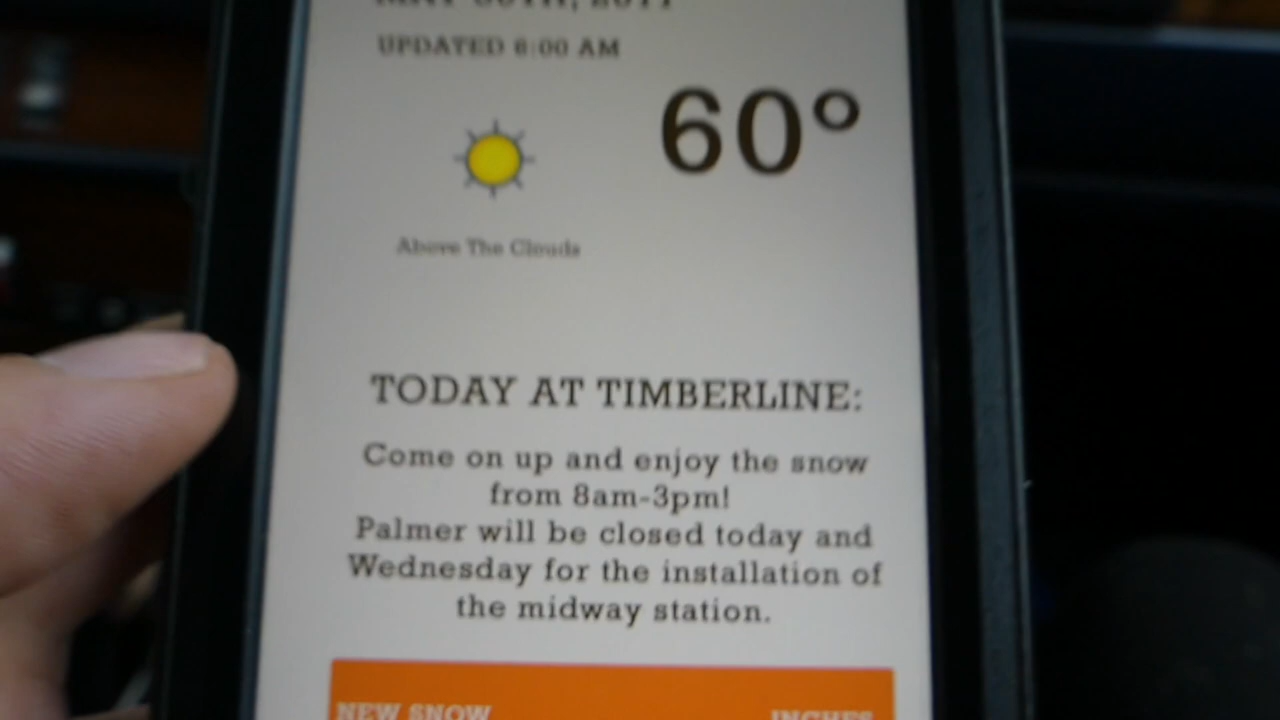 UPDATED 6:00 AM
60°
Above The Clouds
TODAY AT TIMBERLINE:
Come on up and enjoy the snow
from 8am-3pm!
Palmer will be closed today and
Wednesday for the installation of
the midway station.
NEW SNOW INCHES